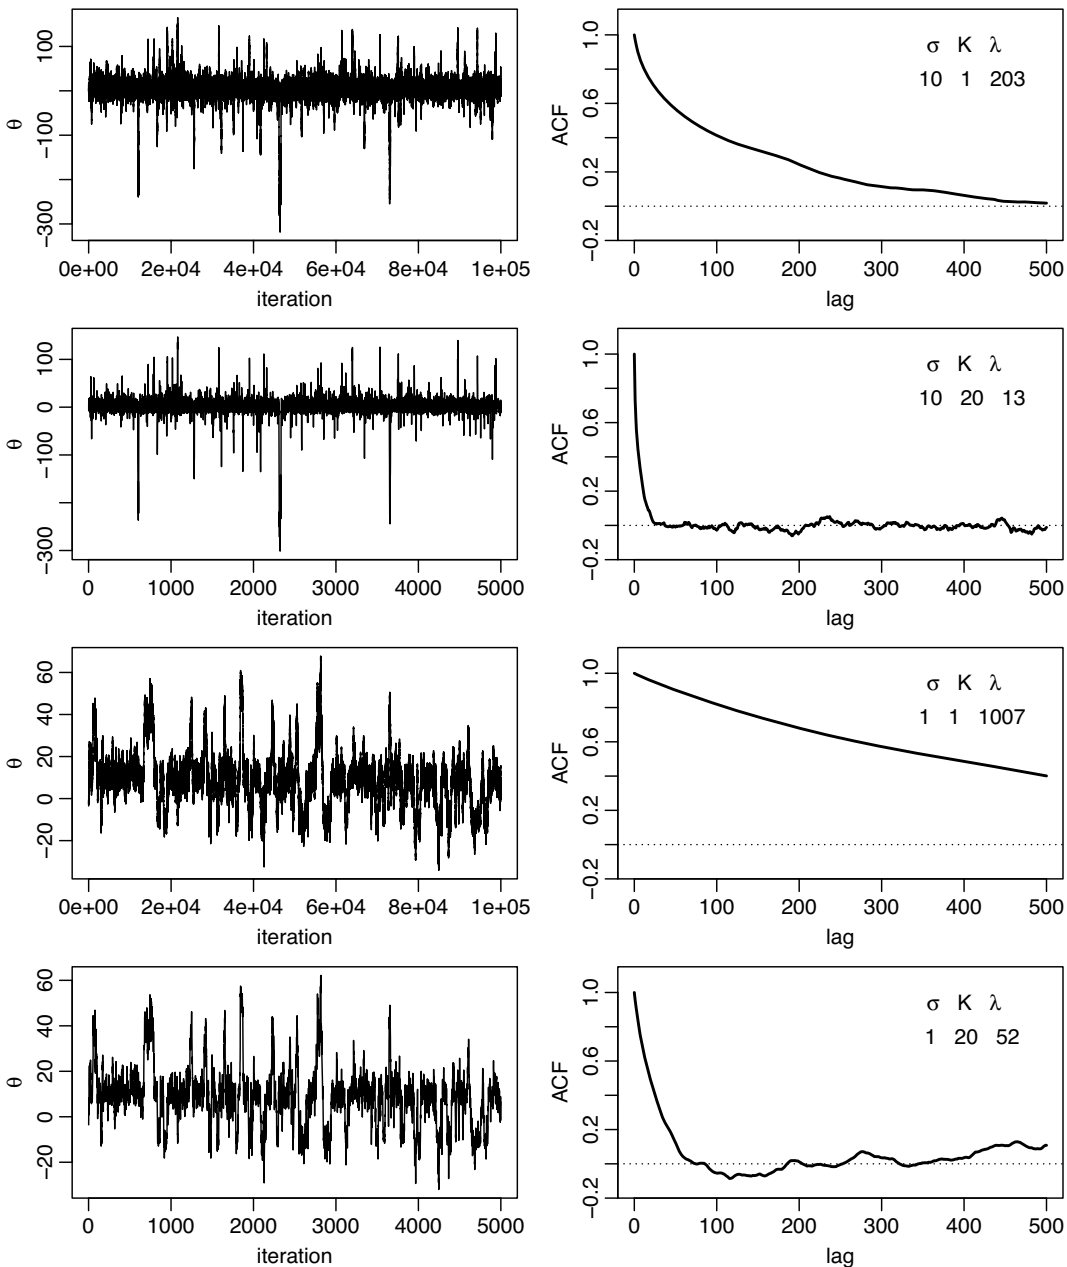 100
-100
-300
θ
0e+00 2e+04 4e+04 6e+04 8e+04 1e+05
iteration
1.0
0.6
0.2
-0.2
ACF
σ K λ
10 1 203
0 100 200 300 400 500
lag
100
0
-100
-300
θ
0 1000 2000 3000 4000 5000
iteration
1.0
0.6
0.2
-0.2
ACF
σ K λ
10 20 13
0 100 200 300 400 500
lag
60
40
20
0
-20
θ
0e+00 2e+04 4e+04 6e+04 8e+04 1e+05
iteration
1.0
0.6
0.2
-0.2
ACF
σ K λ
1 1 1007
0 100 200 300 400 500
lag
60
40
20
0
-20
θ
0 1000 2000 3000 4000 5000
iteration
1.0
0.6
0.2
-0.2
ACF
σ K λ
1 20 52
0 100 200 300 400 500
lag